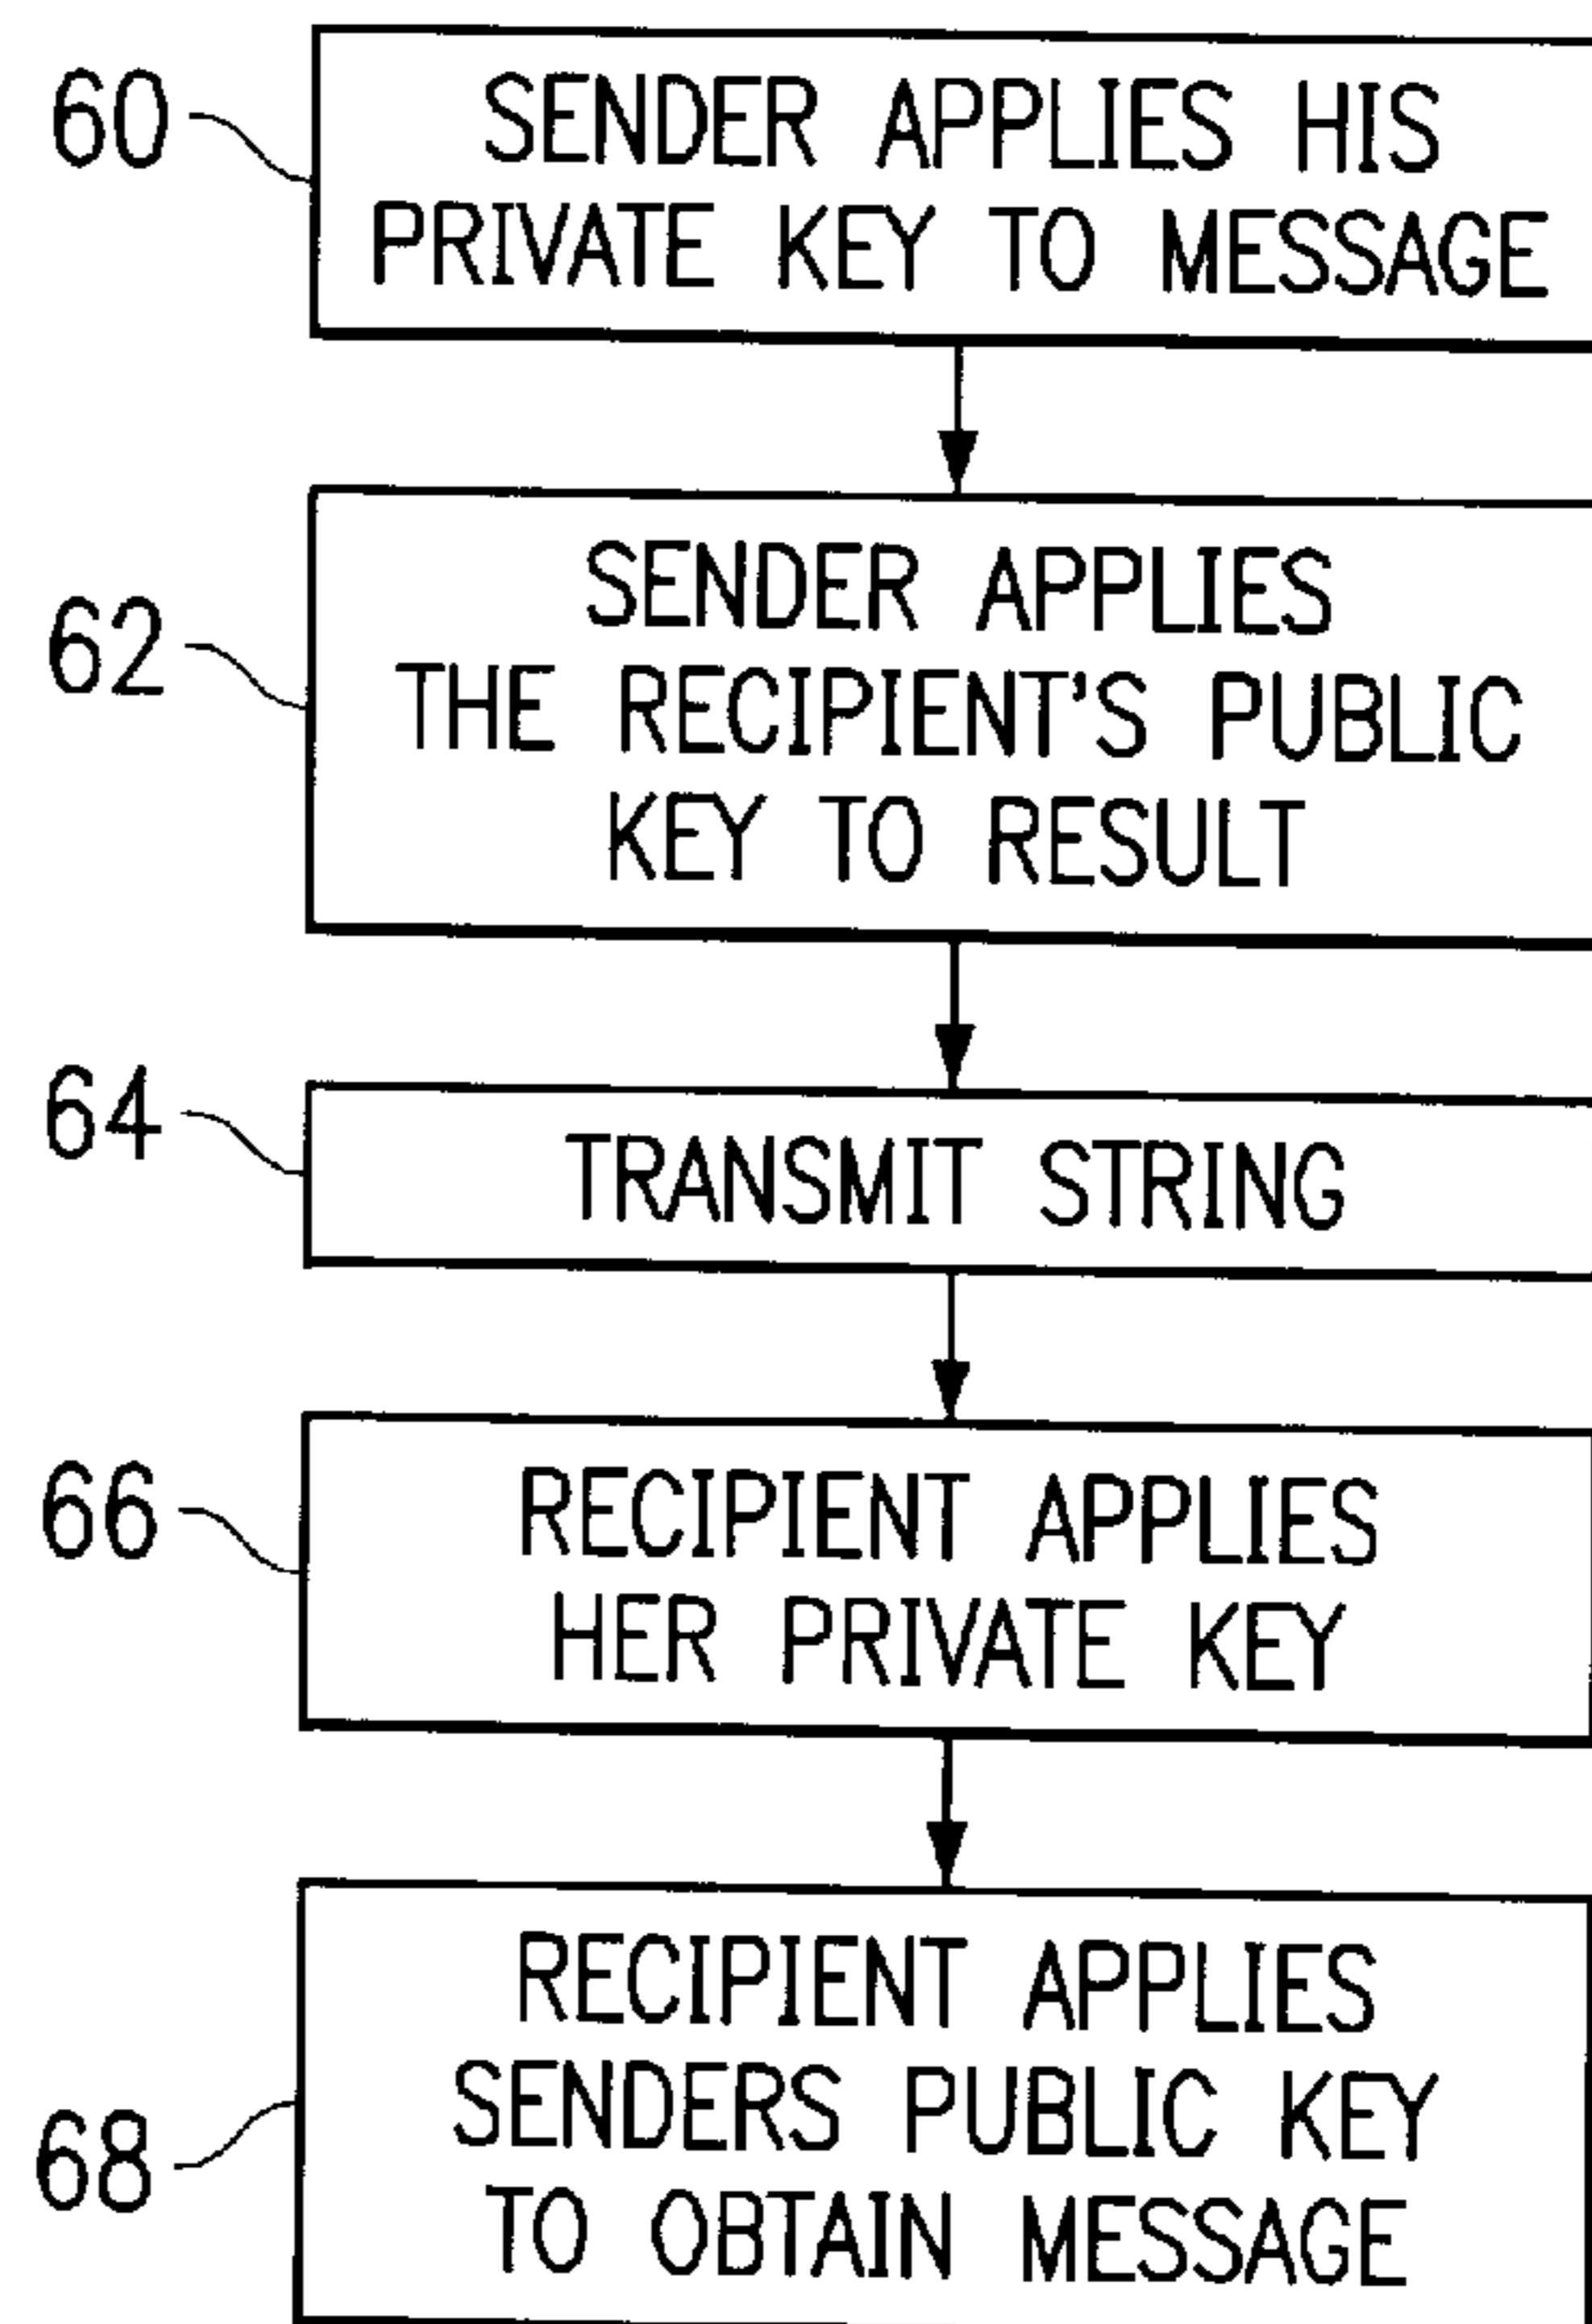 60
SENDER APPLIES HIS
PRIVATE KEY TO MESSAGE
62
SENDER APPLIES
THE RECIPIENT'S PUBLIC
KEY TO RESULT
64
TRANSMIT STRING
66
RECIPIENT APPLIES
HER PRIVATE KEY
68
RECIPIENT APPLIES
SENDERS PUBLIC KEY
TO OBTAIN MESSAGE